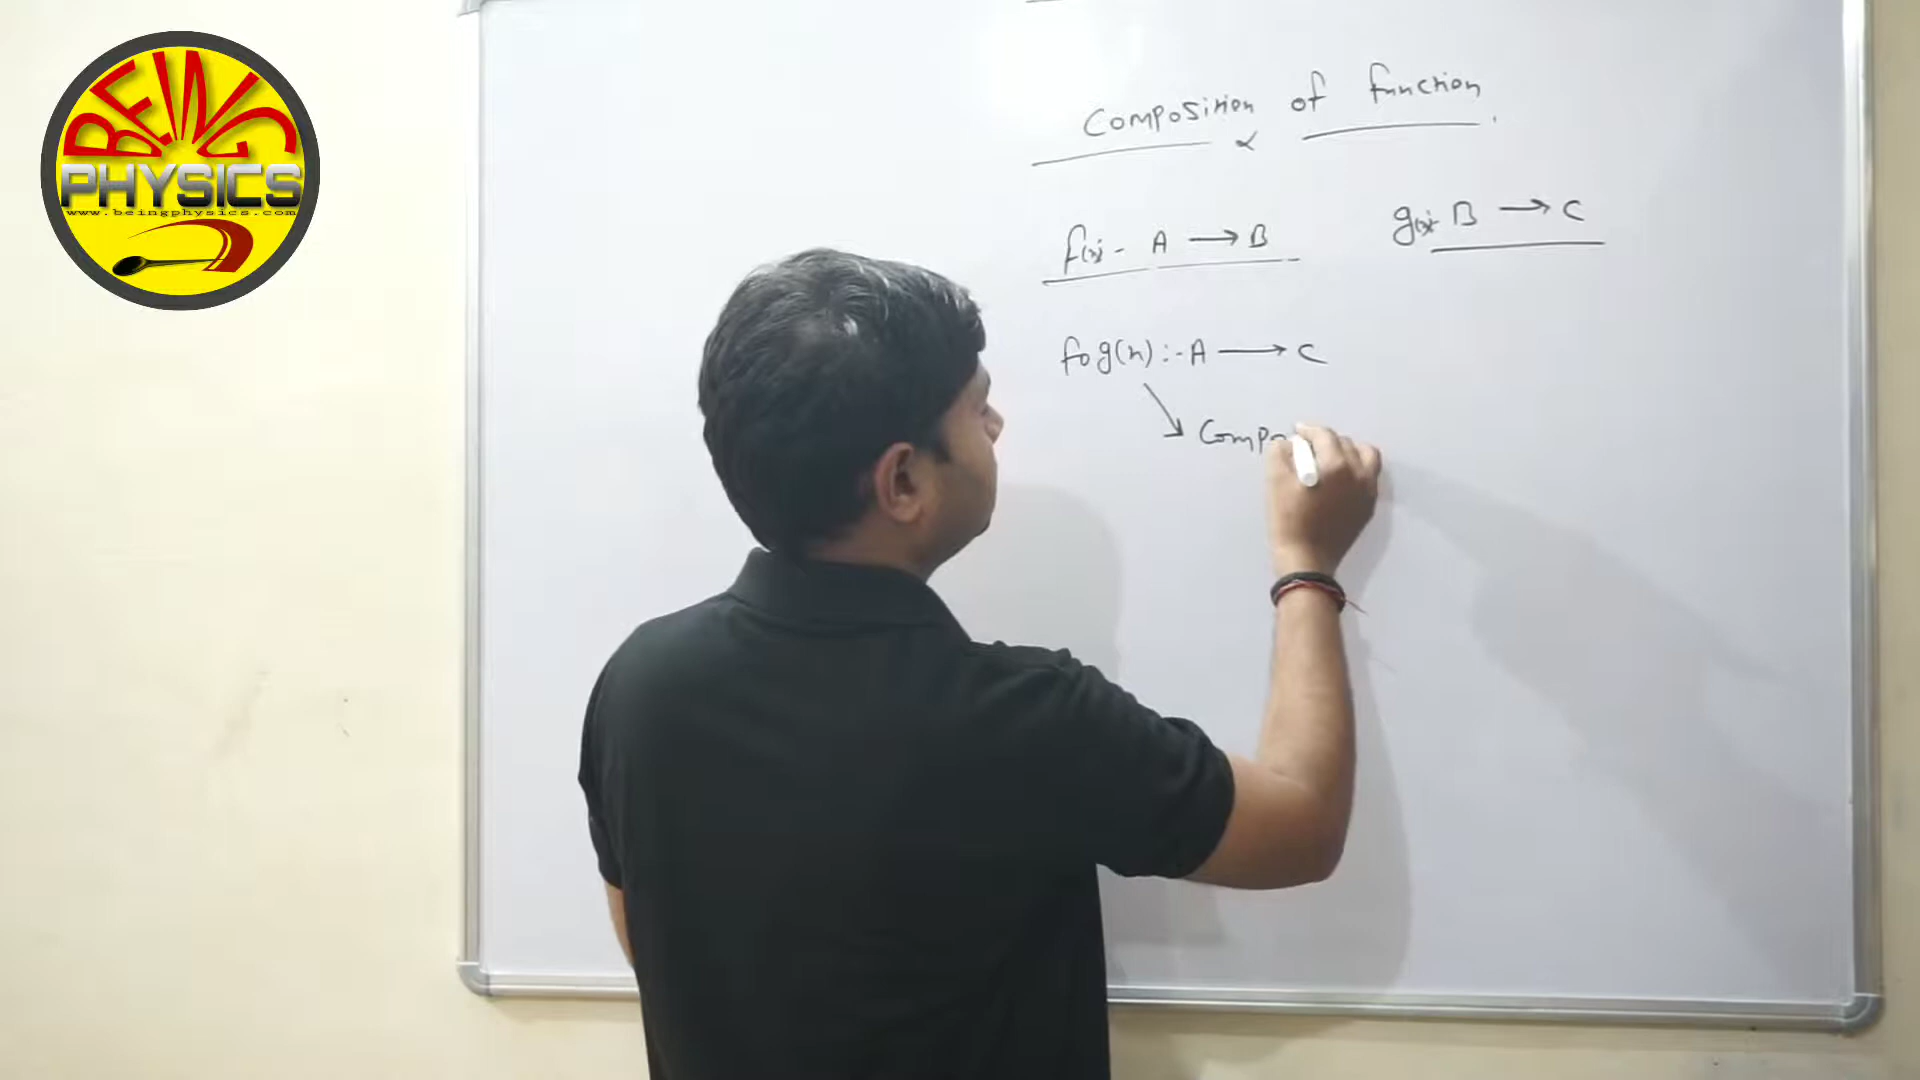 BEING
PHYSICS
www.beingphysics.com
Composition of function
f(x):- A → B
g(x):- B → C
fog(x) :- A → C
Compo